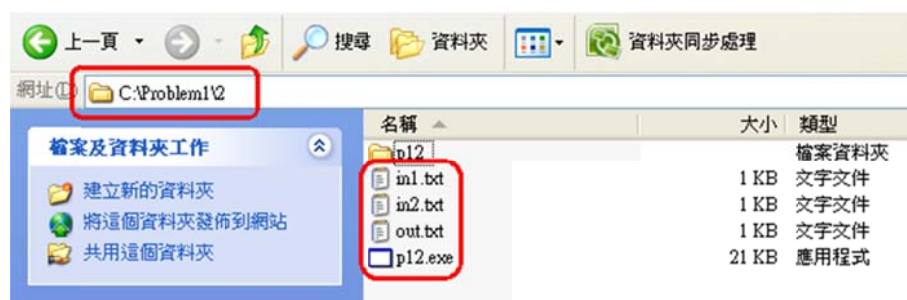 上一頁 搜尋 資料夾 資料夾同步處理
網址(D) C:\Problem1\2
名稱 大小 類型
檔案及資料夾工作
建立新的資料夾
將這個資料夾發佈到網站
共用這個資料夾
p12 檔案資料夾
in1.txt 1 KB 文字文件
in2.txt 1 KB 文字文件
out.txt 1 KB 文字文件
p12.exe 21 KB 應用程式